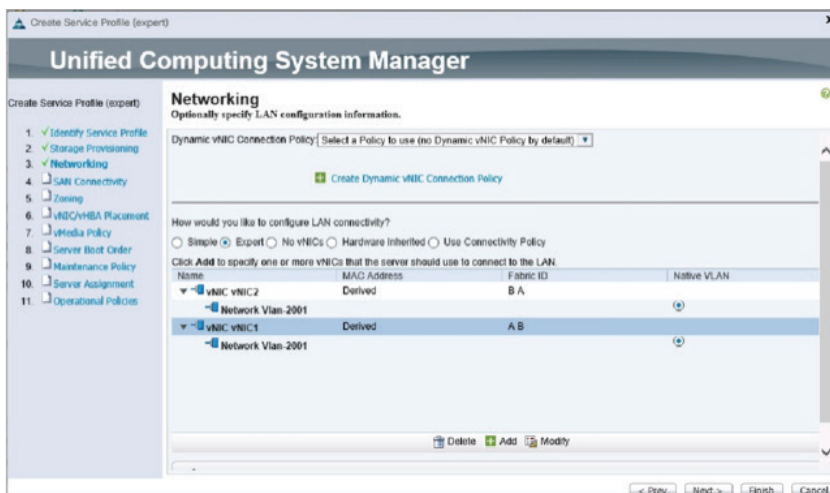 Create Service Profile (expert)
Unified Computing System Manager
Create Service Profile (expert)
1. √Identify Service Profile
2. √Storage Provisioning
3. √Networking
4. SAN Connectivity
5. Zoning
6. vNIC/vHBA Placement
7. vMedia Policy
8. Server Boot Order
9. Maintenance Policy
10. Server Assignment
11. Operational Policies
Networking
Optionally specify LAN configuration information.
Dynamic vNIC Connection Policy: Select a Policy to use (no Dynamic vNIC Policy by default)
Create Dynamic vNIC Connection Policy
How would you like to configure LAN connectivity?
Simple Expert No vNICs Hardware Inherited Use Connectivity Policy
Click Add to specify one or more vNICs that the server should use to connect to the LAN.
Name MAC Address Fabric ID Native VLAN
vNIC vNIC2 Derived B A
Network Vlan-2001
vNIC vNIC1 Derived A B
Network Vlan-2001
Delete Add Modify
< Prev Next > Finish Cancel